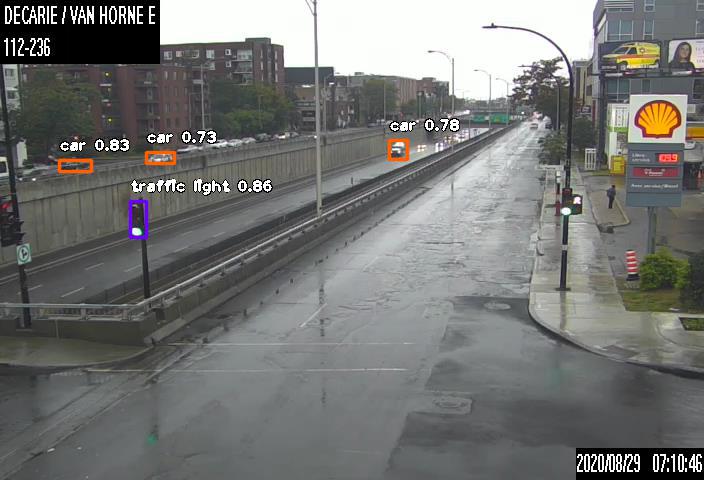 DECARIE / VAN HORNE E
112-236
car 0.83
car 0.73
car 0.78
traffic light 0.86
2020/08/29 07:10:46